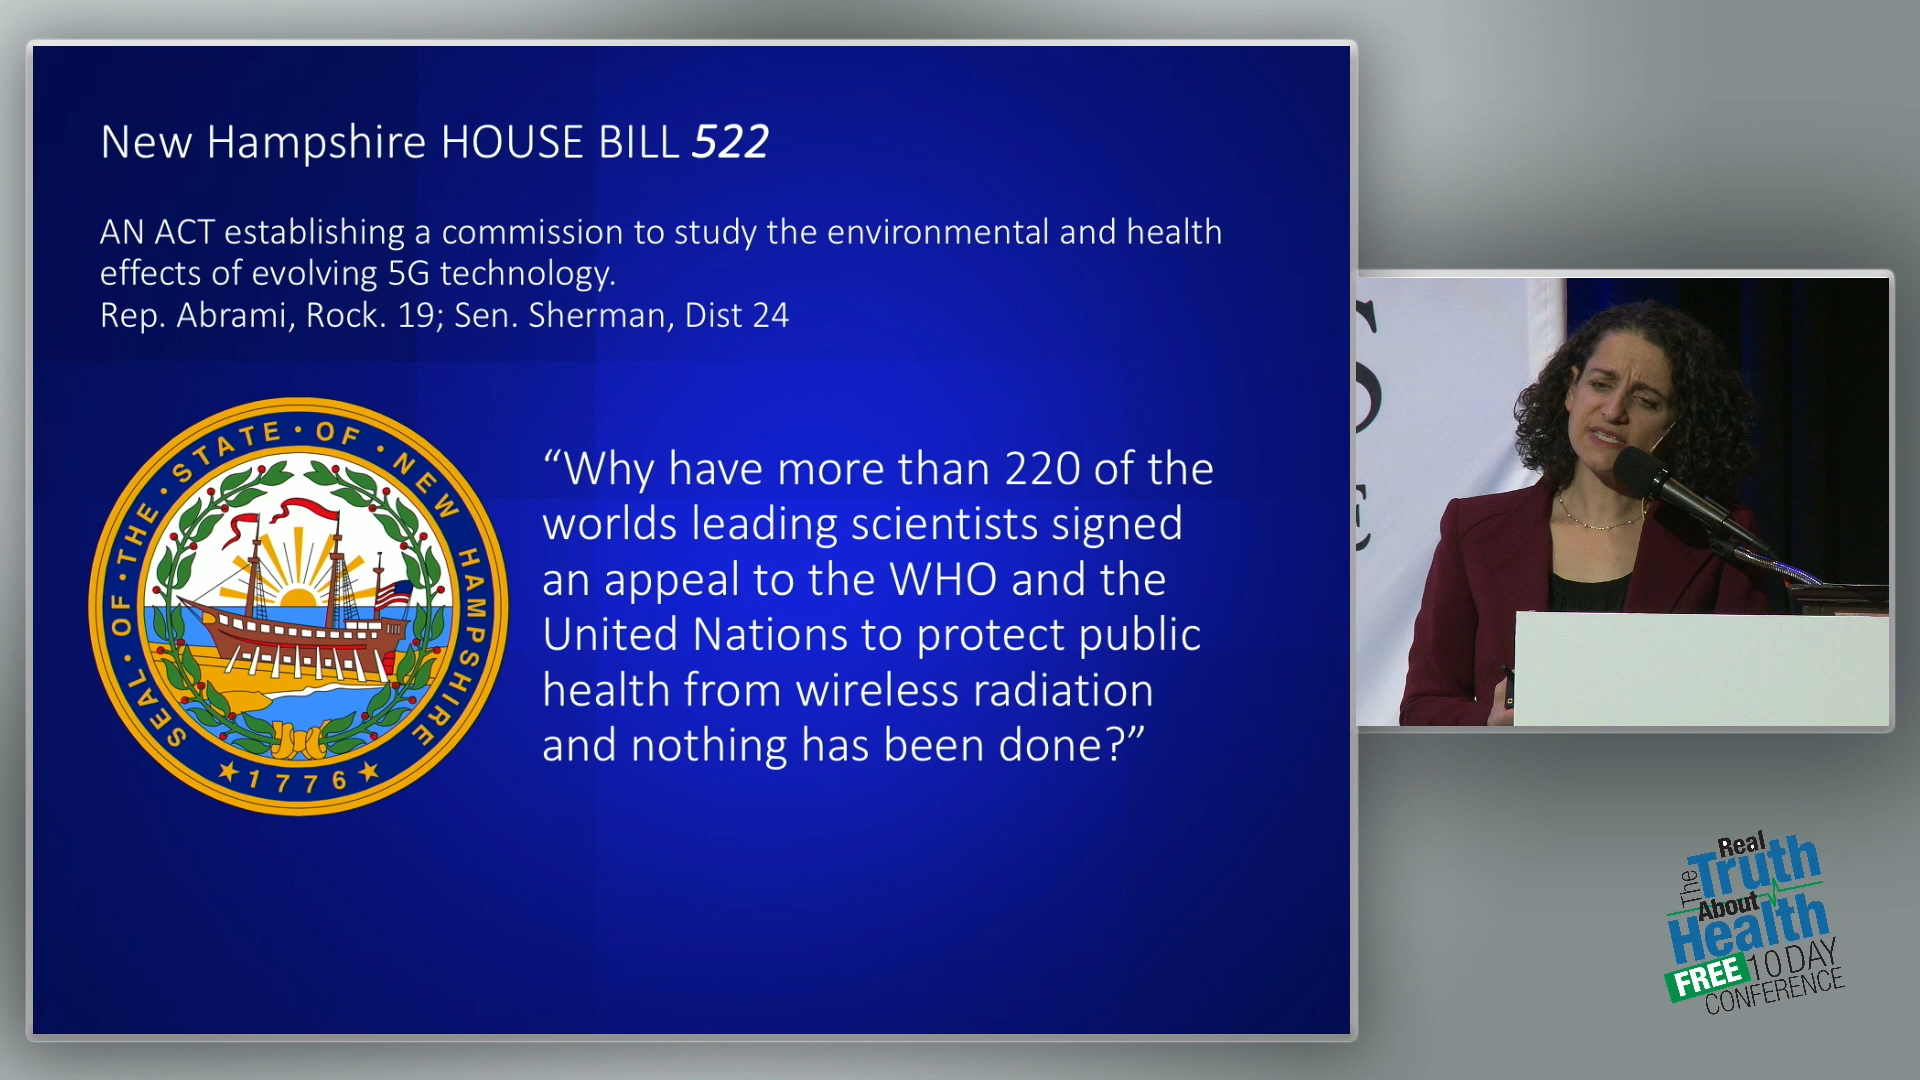 New Hampshire HOUSE BILL 522
AN ACT establishing a commission to study the environmental and health
effects of evolving 5G technology.
Rep. Abrami, Rock. 19; Sen. Sherman, Dist 24
SEAL · OF · THE · STATE · OF · NEW HAMPSHIRE
★ 1776 ★
“Why have more than 220 of the
worlds leading scientists signed
an appeal to the WHO and the
United Nations to protect public
health from wireless radiation
and nothing has been done?”
The Real
Truth
About
Health
FREE 10 DAY
CONFERENCE